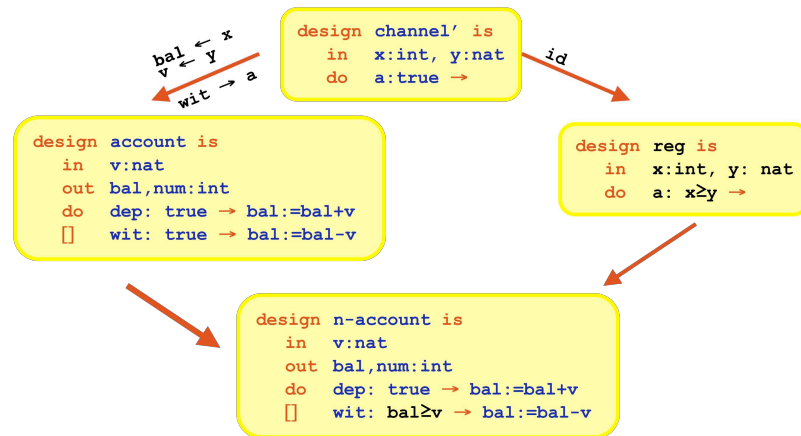 design channel’ is
in x:int, y:nat
do a:true →
bal ← x
v ← y
wit → a
id
design account is
in v:nat
out bal,num:int
do dep: true → bal:=bal+v
[] wit: true → bal:=bal-v
design reg is
in x:int, y: nat
do a: x≥y →
design n-account is
in v:nat
out bal,num:int
do dep: true → bal:=bal+v
[] wit: bal≥v → bal:=bal-v